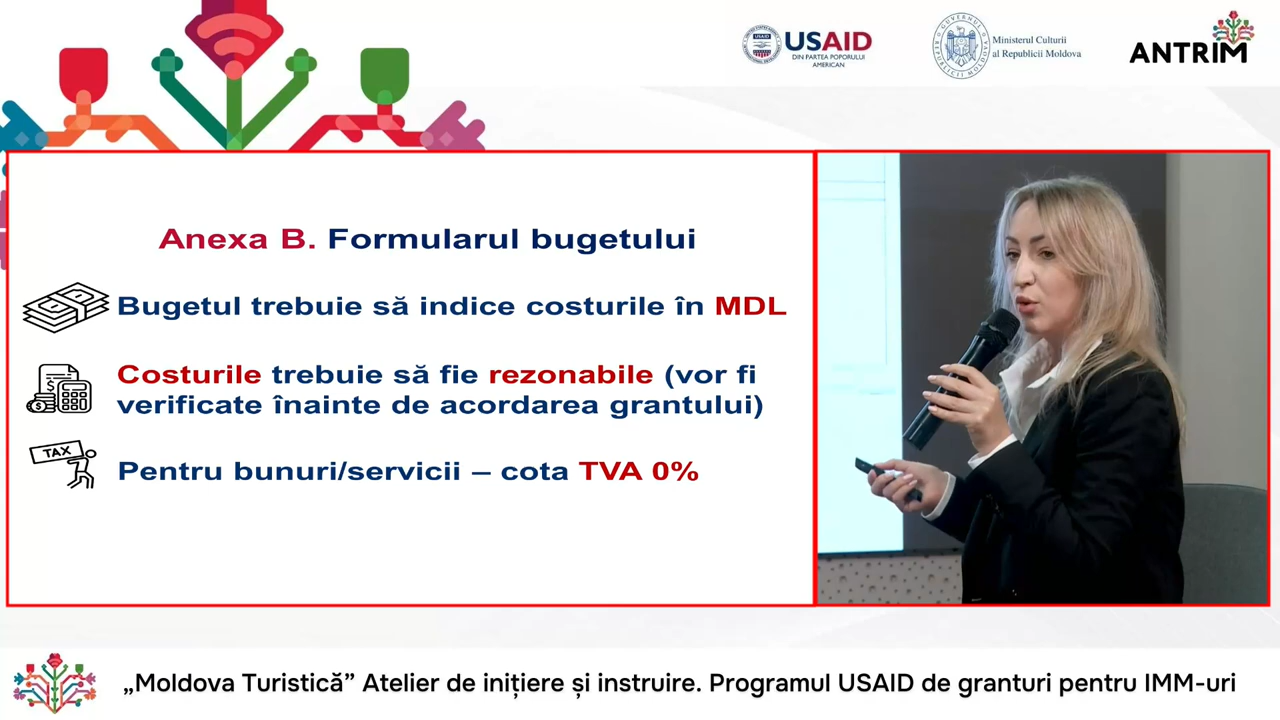 USAID
DIN PARTEA POPORULUI
AMERICAN
Ministerul Culturii
al Republicii Moldova
ANTRIM
Anexa B. Formularul bugetului
Bugetul trebuie să indice costurile în MDL
Costurile trebuie să fie rezonabile (vor fi
verificate înainte de acordarea grantului)
TAX
Pentru bunuri/servicii – cota TVA 0%
„Moldova Turistică” Atelier de inițiere și instruire. Programul USAID de granturi pentru IMM-uri